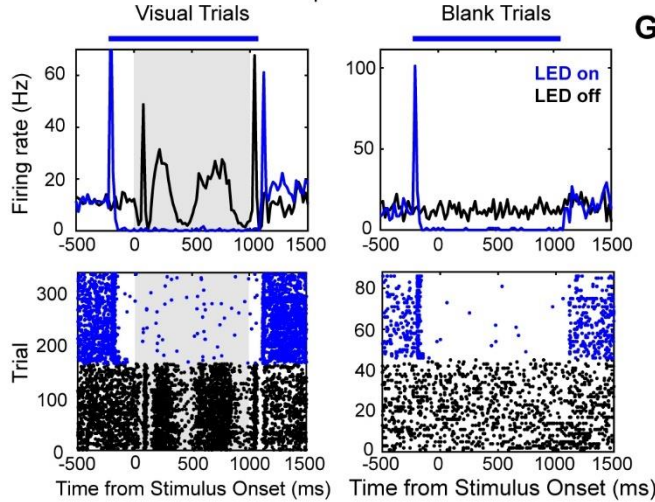 Visual Trials
Blank Trials
G
Firing rate (Hz)
60
40
20
0
-500 0 500 1000 1500
100
50
0
-500 0 500 1000 1500
LED on
LED off
Trial
300
200
100
0
-500 0 500 1000 1500
Time from Stimulus Onset (ms)
80
60
40
20
0
-500 0 500 1000 1500
Time from Stimulus Onset (ms)